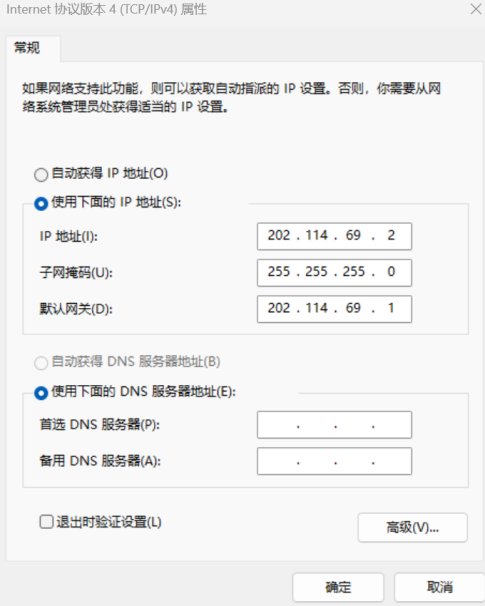 Internet 协议版本 4 (TCP/IPv4) 属性
常规
如果网络支持此功能，则可以获取自动指派的 IP 设置。否则，你需要从网
络系统管理员处获得适当的 IP 设置。
自动获得 IP 地址(O)
使用下面的 IP 地址(S):
IP 地址(I): 202 . 114 . 69 . 2
子网掩码(U): 255 . 255 . 255 . 0
默认网关(D): 202 . 114 . 69 . 1
自动获得 DNS 服务器地址(B)
使用下面的 DNS 服务器地址(E):
首选 DNS 服务器(P): . . .
备用 DNS 服务器(A): . . .
退出时验证设置(L)
高级(V)...
确定 取消